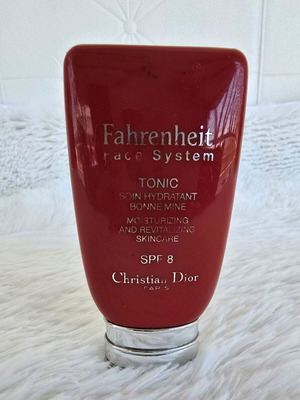 Fahrenheit
Face System
TONIC
SOIN HYDRATANT
BONNE MINE
MOISTURIZING
AND REVITALIZING
SKINCARE
SPF 8
Christian Dior
PARIS